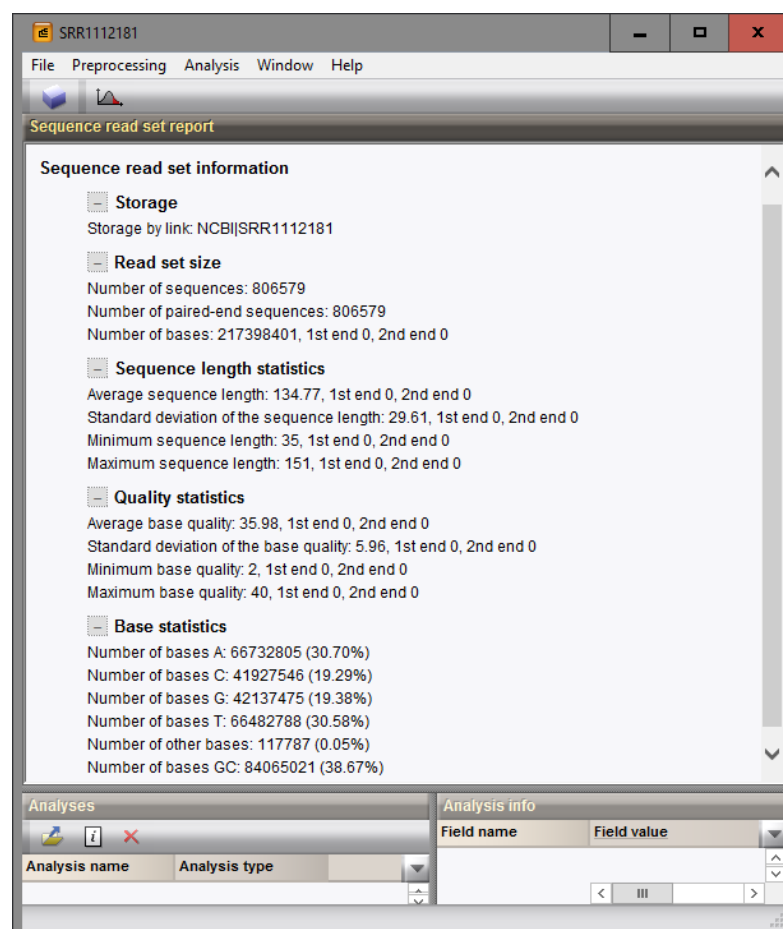 SRR1112181
File Preprocessing Analysis Window Help
Sequence read set report
Sequence read set information
Storage
Storage by link: NCBI|SRR1112181
Read set size
Number of sequences: 806579
Number of paired-end sequences: 806579
Number of bases: 217398401, 1st end 0, 2nd end 0
Sequence length statistics
Average sequence length: 134.77, 1st end 0, 2nd end 0
Standard deviation of the sequence length: 29.61, 1st end 0, 2nd end 0
Minimum sequence length: 35, 1st end 0, 2nd end 0
Maximum sequence length: 151, 1st end 0, 2nd end 0
Quality statistics
Average base quality: 35.98, 1st end 0, 2nd end 0
Standard deviation of the base quality: 5.96, 1st end 0, 2nd end 0
Minimum base quality: 2, 1st end 0, 2nd end 0
Maximum base quality: 40, 1st end 0, 2nd end 0
Base statistics
Number of bases A: 66732805 (30.70%)
Number of bases C: 41927546 (19.29%)
Number of bases G: 42137475 (19.38%)
Number of bases T: 66482788 (30.58%)
Number of other bases: 117787 (0.05%)
Number of bases GC: 84065021 (38.67%)
Analyses
Analysis name Analysis type
Analysis info
Field name Field value